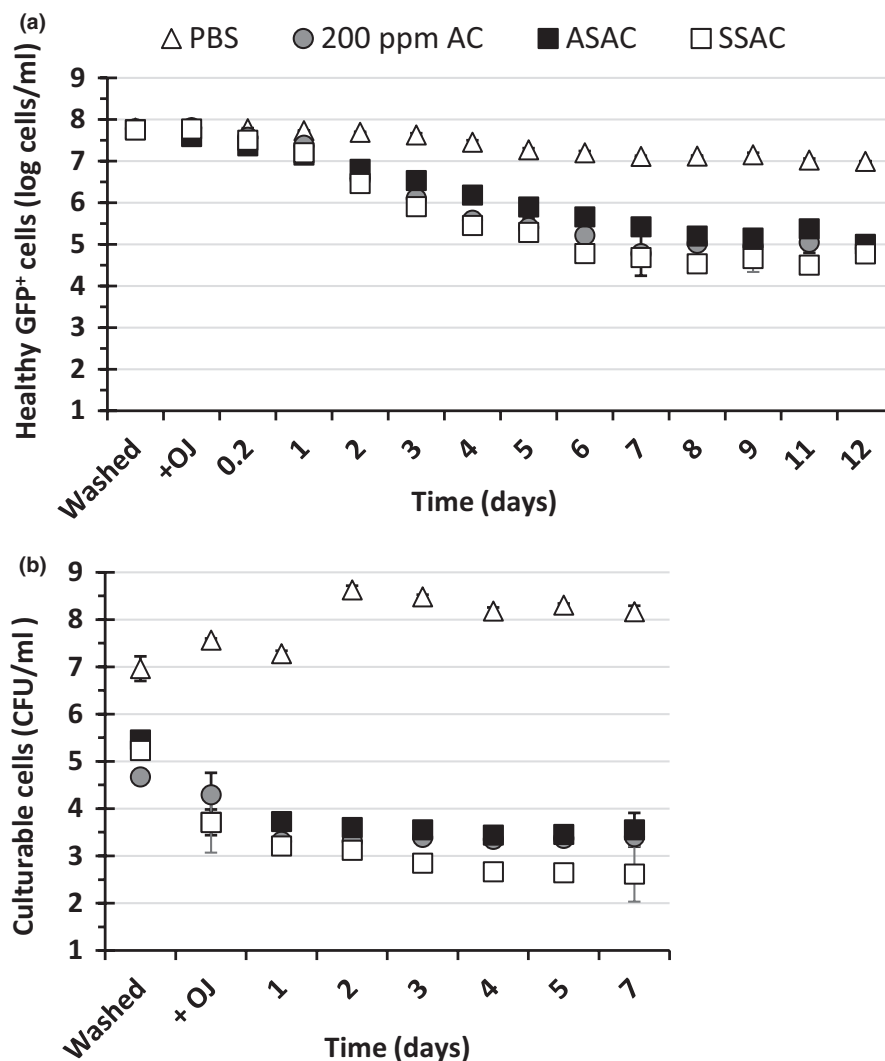 (a)
PBS 200 ppm AC ASAC SSAC
Healthy GFP⁺ cells (log cells/ml)
9
8
7
6
5
4
3
2
1
Washed +OJ 0.2 1 2 3 4 5 6 7 8 9 11 12
Time (days)
(b)
Culturable cells (CFU/ml)
9
8
7
6
5
4
3
2
1
Washed + OJ 1 2 3 4 5 7
Time (days)